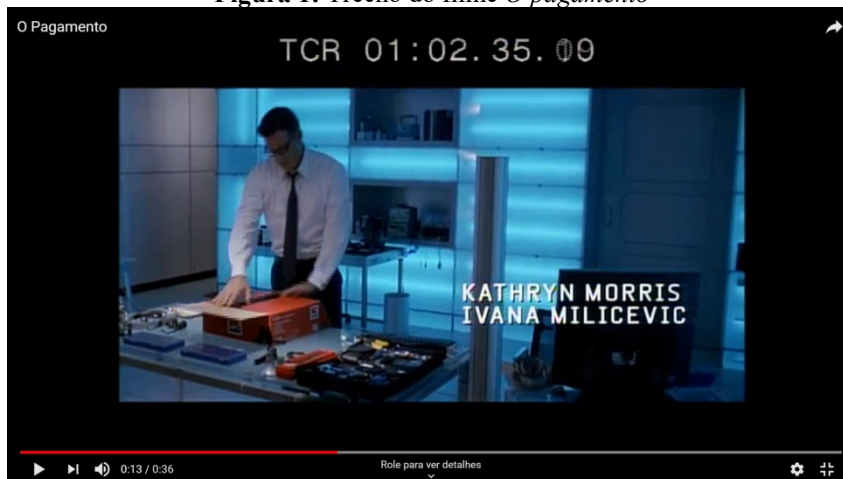 Figura 1: Trecho do filme O pagamento
O Pagamento
TCR 01:02.35.09
KATHRYN MORRIS
IVANA MILICEVIC
0:13 / 0:36
Role para ver detalhes